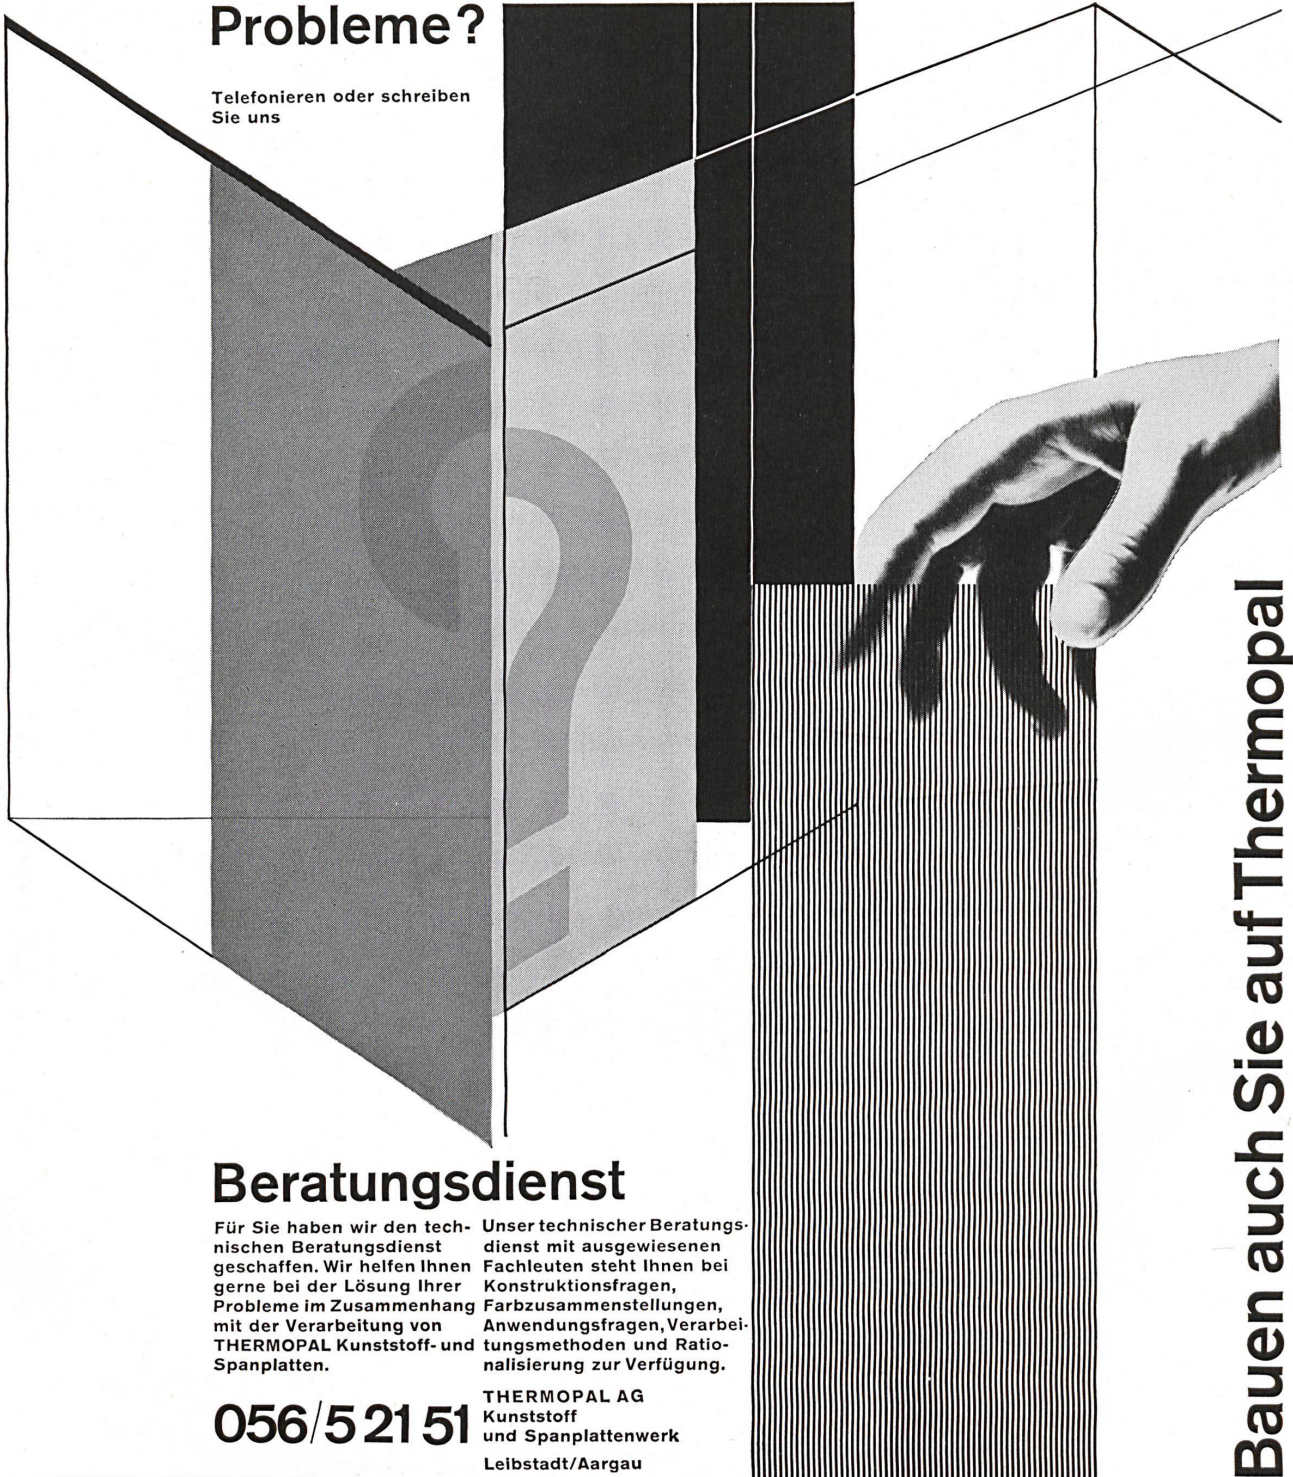 Probleme?
Telefonieren oder schreiben
Sie uns
Beratungsdienst
Für Sie haben wir den tech-
nischen Beratungsdienst
geschaffen. Wir helfen Ihnen
gerne bei der Lösung Ihrer
Probleme im Zusammenhang
mit der Verarbeitung von
THERMOPAL Kunststoff- und
Spanplatten.
Unser technischer Beratungs-
dienst mit ausgewiesenen
Fachleuten steht Ihnen bei
Konstruktionsfragen,
Farbzusammenstellungen,
Anwendungsfragen, Verarbei-
tungsmethoden und Ratio-
nalisierung zur Verfügung.
056/5 21 51
THERMOPAL AG
Kunststoff
und Spanplattenwerk
Leibstadt/Aargau
Bauen auch Sie auf Thermopal